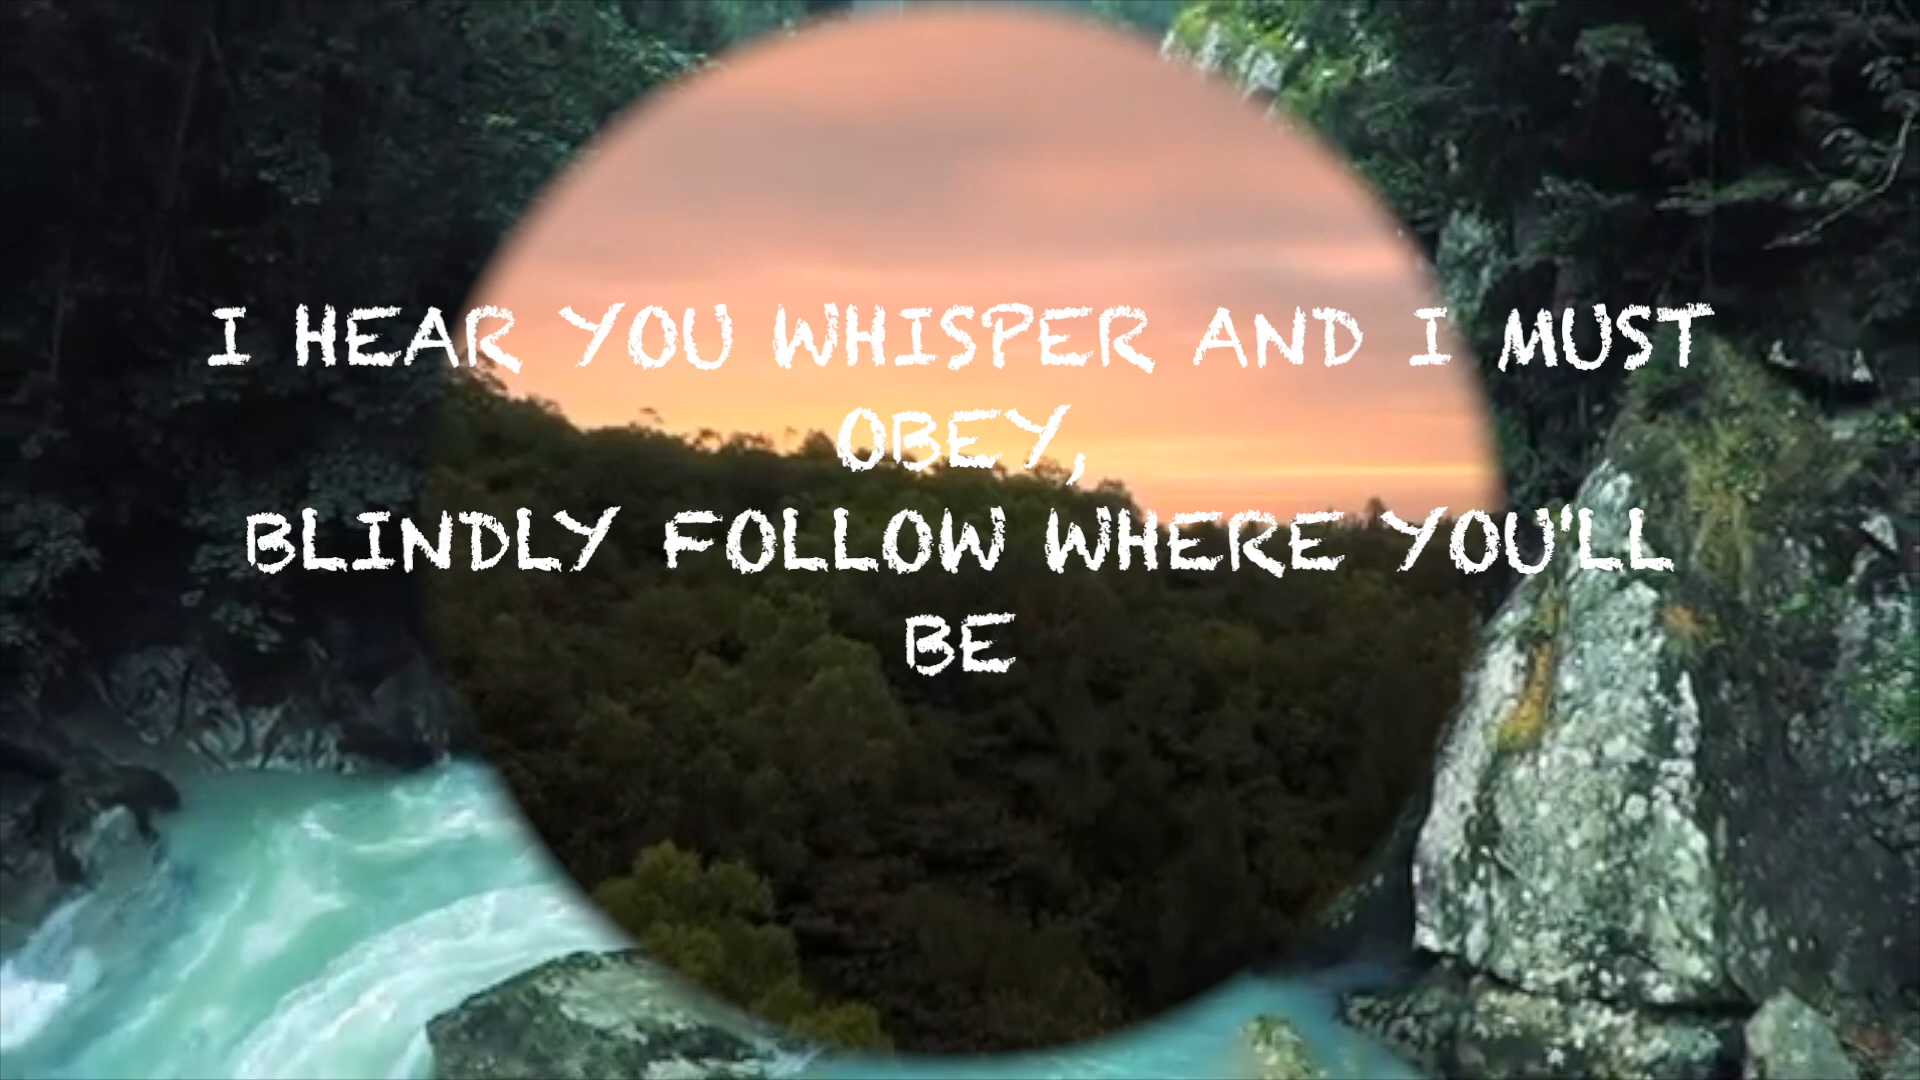 I HEAR YOU WHISPER AND I MUST
OBEY,
BLINDLY FOLLOW WHERE YOU'LL
BE